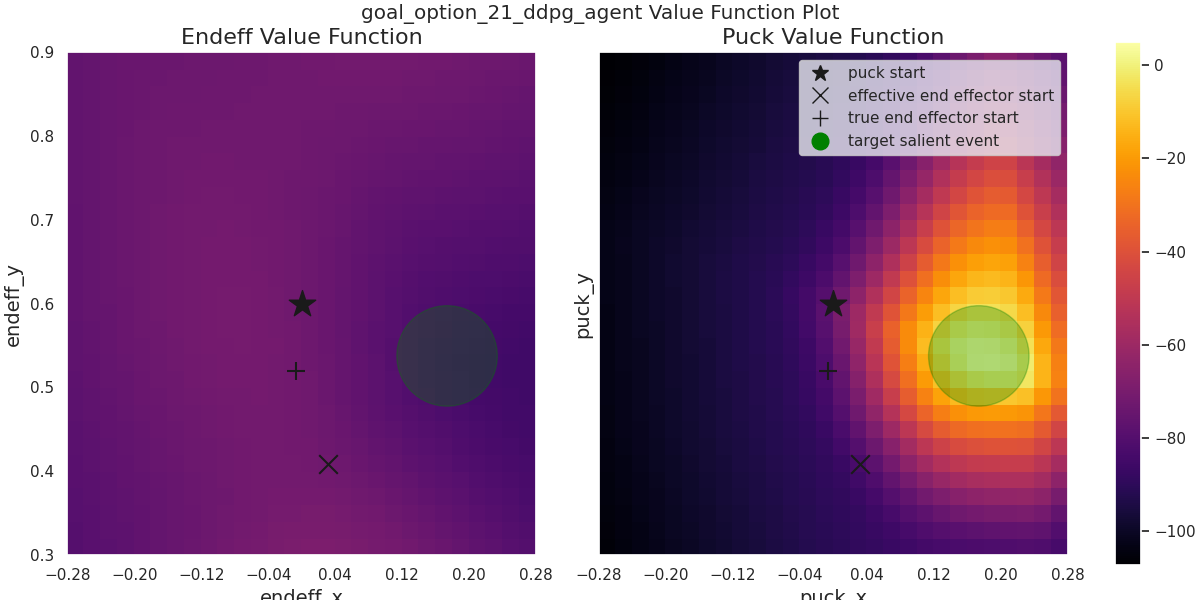 goal_option_21_ddpg_agent Value Function Plot
Endeff Value Function
0.9
0.8
0.7
0.6
0.5
0.4
0.3
endeff_y
−0.28 −0.20 −0.12 −0.04 0.04 0.12 0.20 0.28
endeff_x
Puck Value Function
puck start
effective end effector start
true end effector start
target salient event
puck_y
−0.28 −0.20 −0.12 −0.04 0.04 0.12 0.20 0.28
puck_x
0
−20
−40
−60
−80
−100